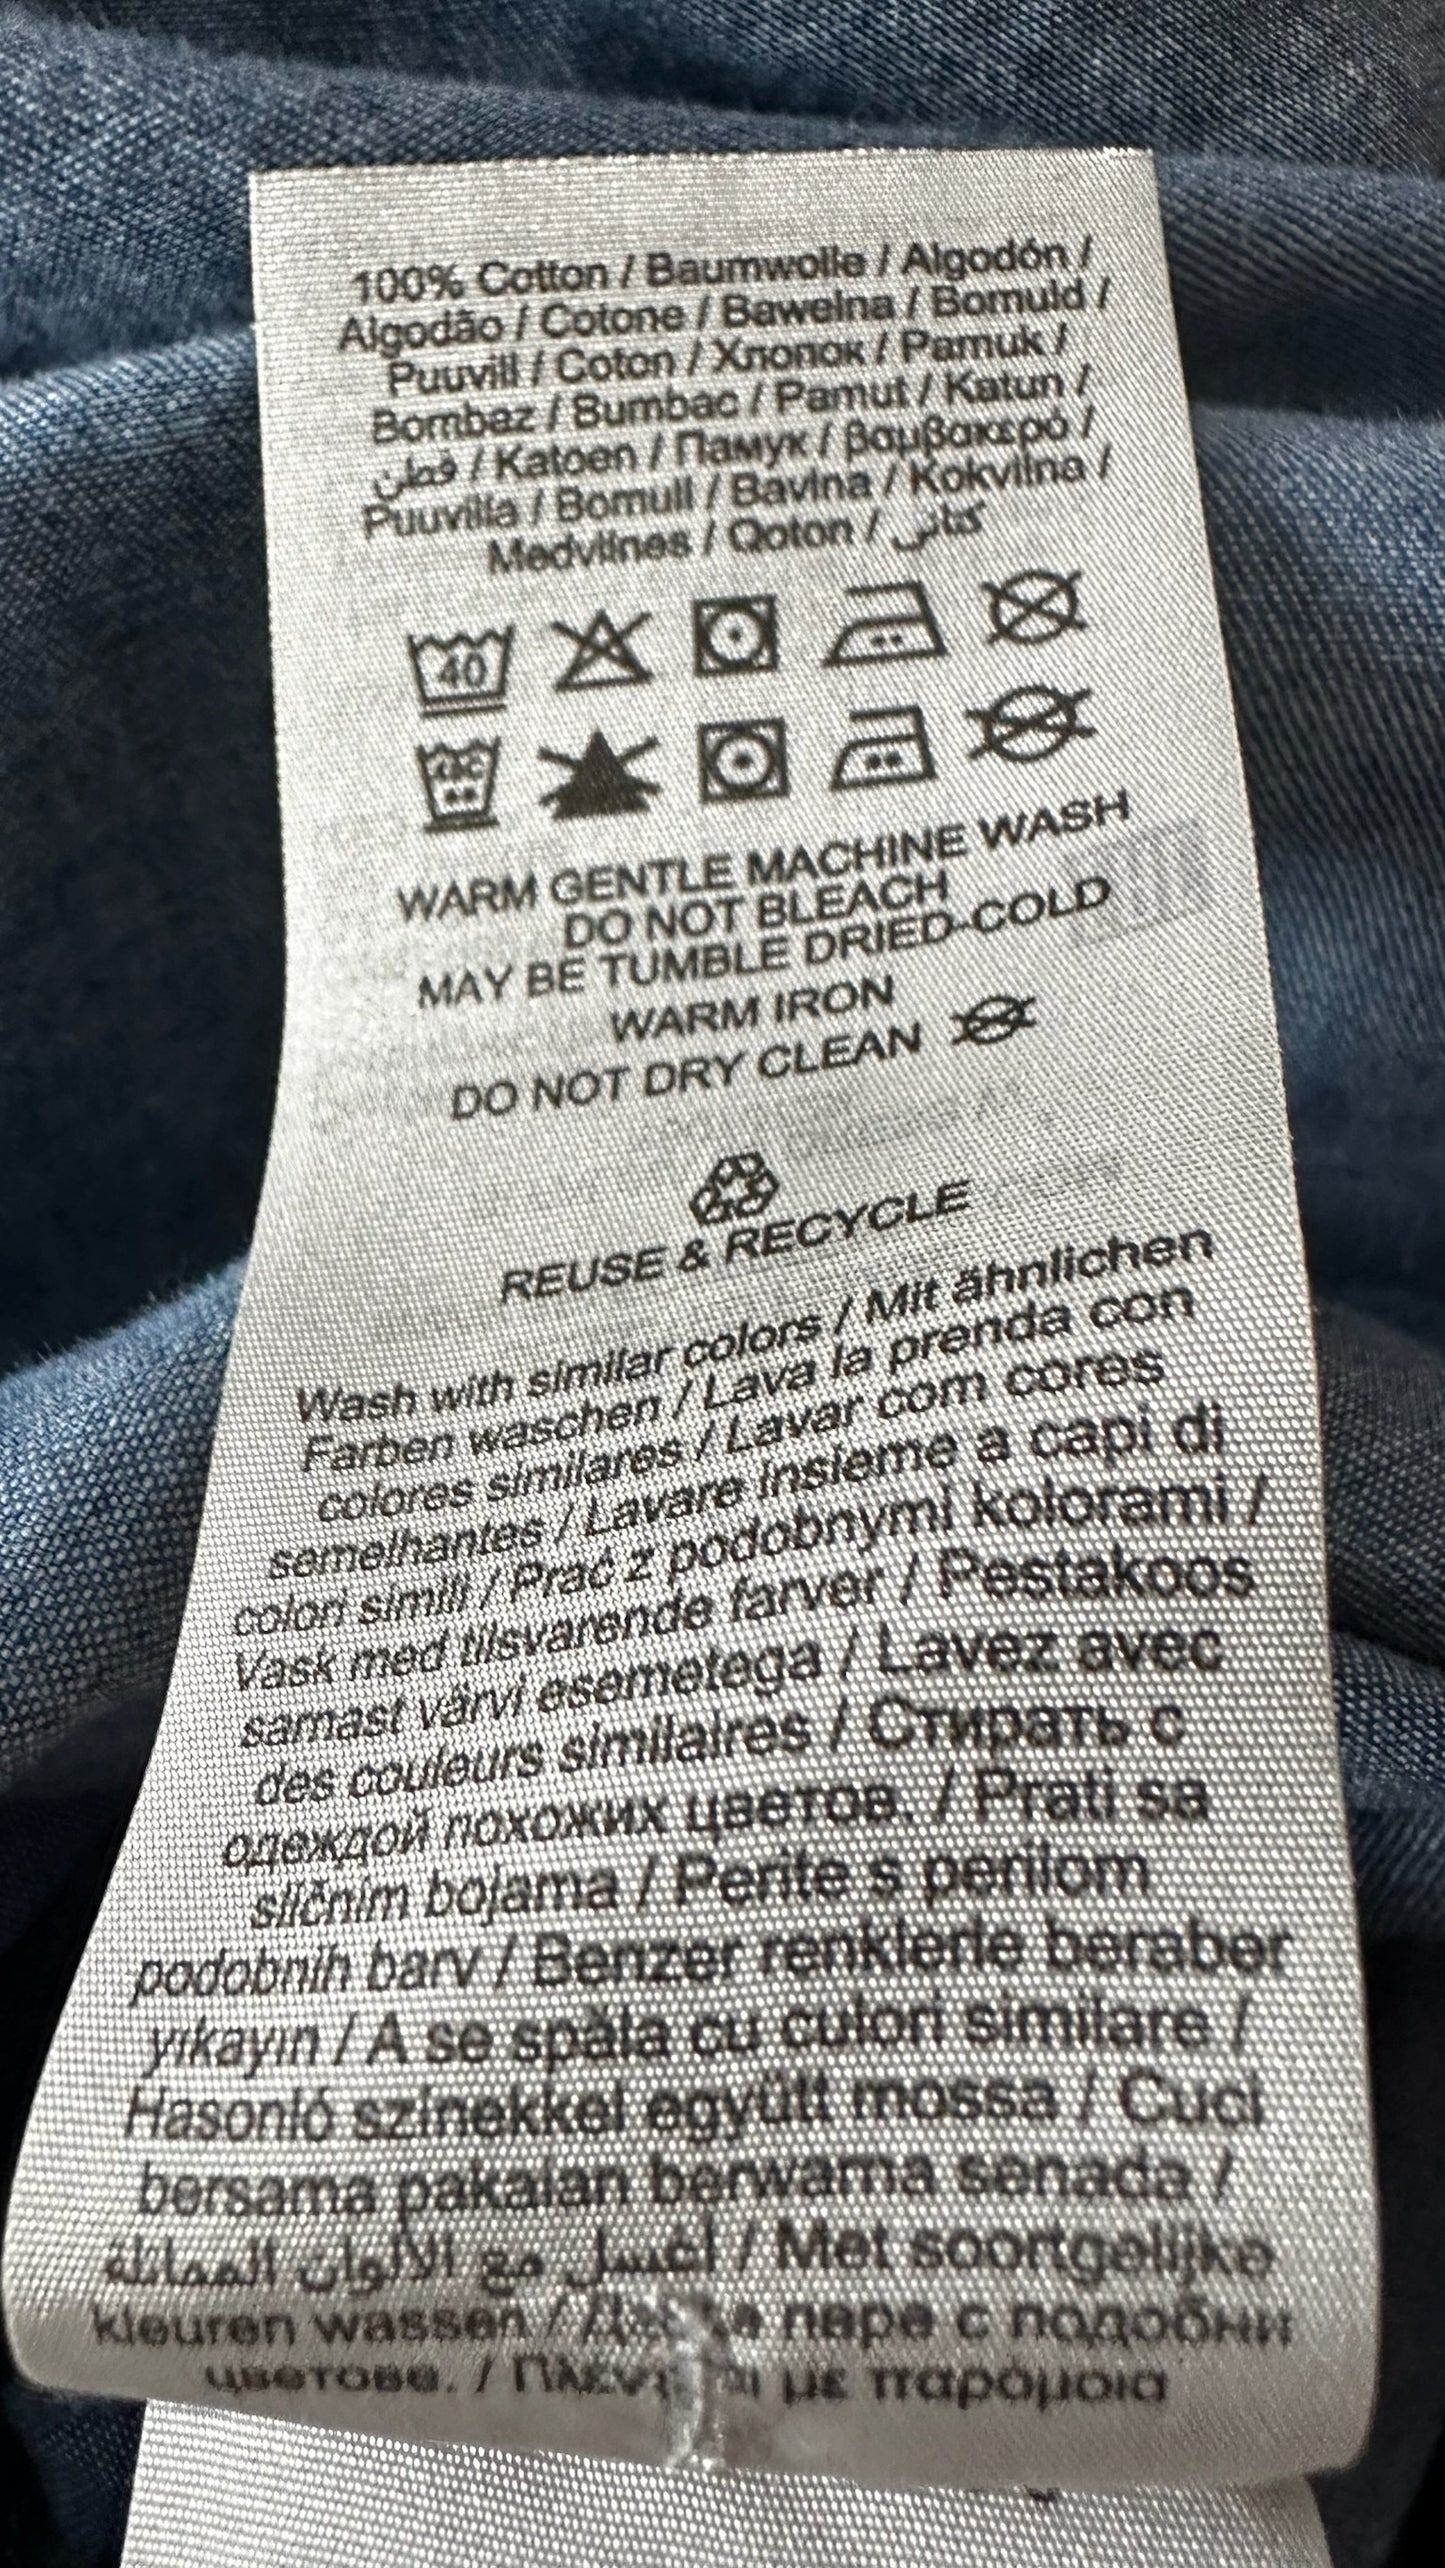 100% Cotton / Baumwolle / Algodón /
Algodão / Cotone / Bawelna / Bomuld /
Puuvill / Coton / Хлопок / Pamuk /
Bombaz / Bumbac / Pamut / Katun /
قطن / Katoen / Памук / βαμβακερό /
Puuvilla / Bomull / Bavlna / Kokvilna /
Medvilnes / Qoton / كتانى
40
WARM GENTLE MACHINE WASH
DO NOT BLEACH
MAY BE TUMBLE DRIED-COLD
WARM IRON
DO NOT DRY CLEAN
REUSE & RECYCLE
Wash with similar colors / Mit ähnlichen
Farben waschen / Lava la prenda con
colores similares / Lavar com cores
semelhantes / Lavare insieme a capi di
colori simili / Prać z podobnymi kolorami /
Vask med tilsvarende farver / Pestakoos
samast värvi esemetega / Lavez avec
des couleurs similaires / Стирать с
одеждой похожих цветов. / Prati sa
sličnim bojama / Perite s perilom
podobnih barv / Benzer renklerle beraber
yıkayın / A se spăla cu culori similare /
Hasonló színekkel együtt mossa / Cuci
bersama pakaian berwarna senada /
اغسل مع الألوان المماثلة / Met soortgelijke
kleuren wassen / пере с подобни
цветове. / με παρόμοια